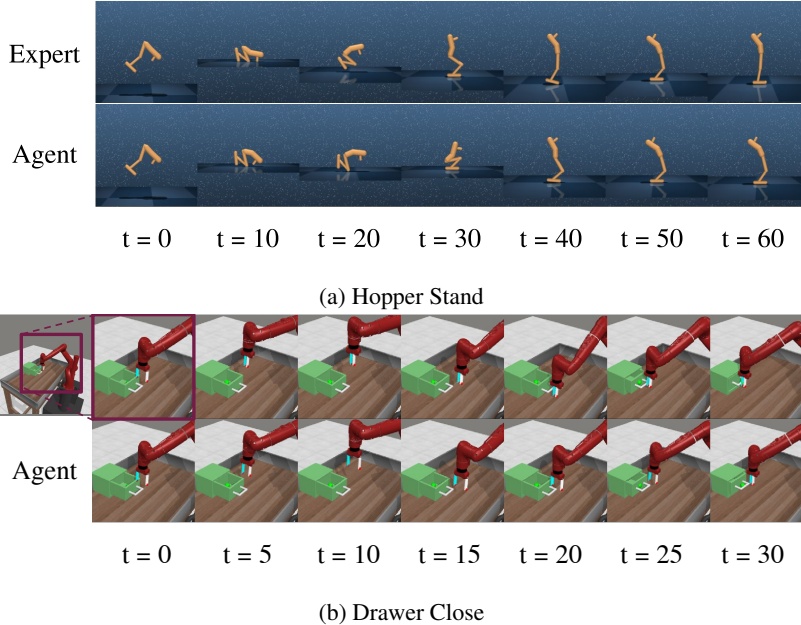 Expert
Agent
t = 0 t = 10 t = 20 t = 30 t = 40 t = 50 t = 60
(a) Hopper Stand
Agent
t = 0 t = 5 t = 10 t = 15 t = 20 t = 25 t = 30
(b) Drawer Close